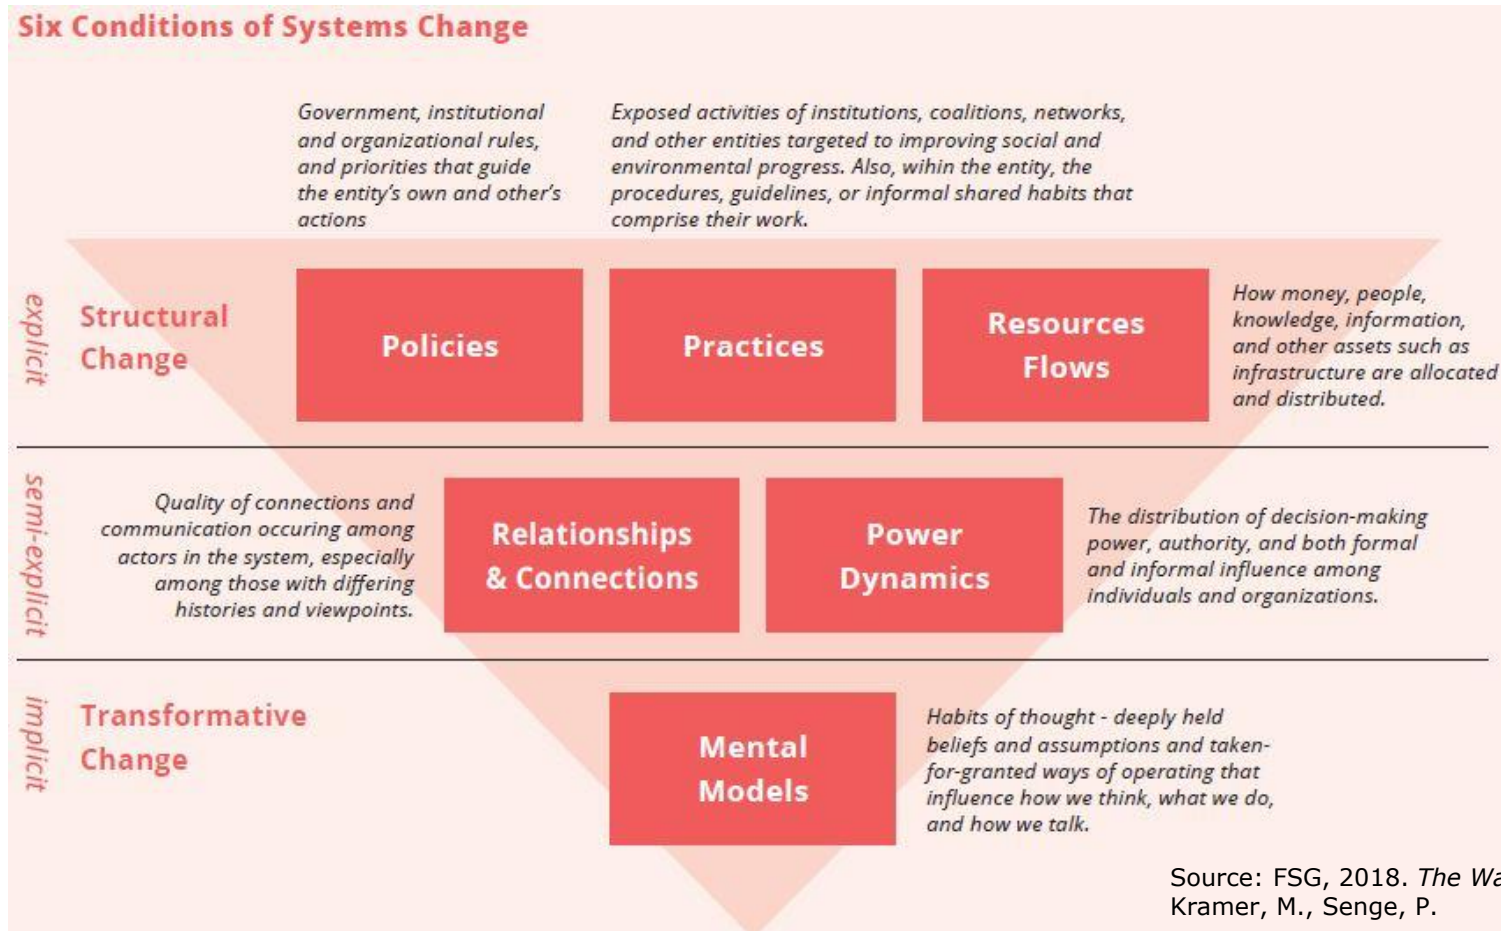 Six Conditions of Systems Change
Government, institutional
and organizational rules,
and priorities that guide
the entity's own and other's
actions
Exposed activities of institutions, coalitions, networks,
and other entities targeted to improving social and
environmental progress. Also, wihin the entity, the
procedures, guidelines, or informal shared habits that
comprise their work.
explicit
Structural
Change
Policies
Practices
Resources
Flows
How money, people,
knowledge, information,
and other assets such as
infrastructure are allocated
and distributed.
semi-explicit
Quality of connections and
communication occuring among
actors in the system, especially
among those with differing
histories and viewpoints.
Relationships
& Connections
Power
Dynamics
The distribution of decision-making
power, authority, and both formal
and informal influence among
individuals and organizations.
implicit
Transformative
Change
Mental
Models
Habits of thought - deeply held
beliefs and assumptions and taken-
for-granted ways of operating that
influence how we think, what we do,
and how we talk.
Source: FSG, 2018. The Wa
Kramer, M., Senge, P.